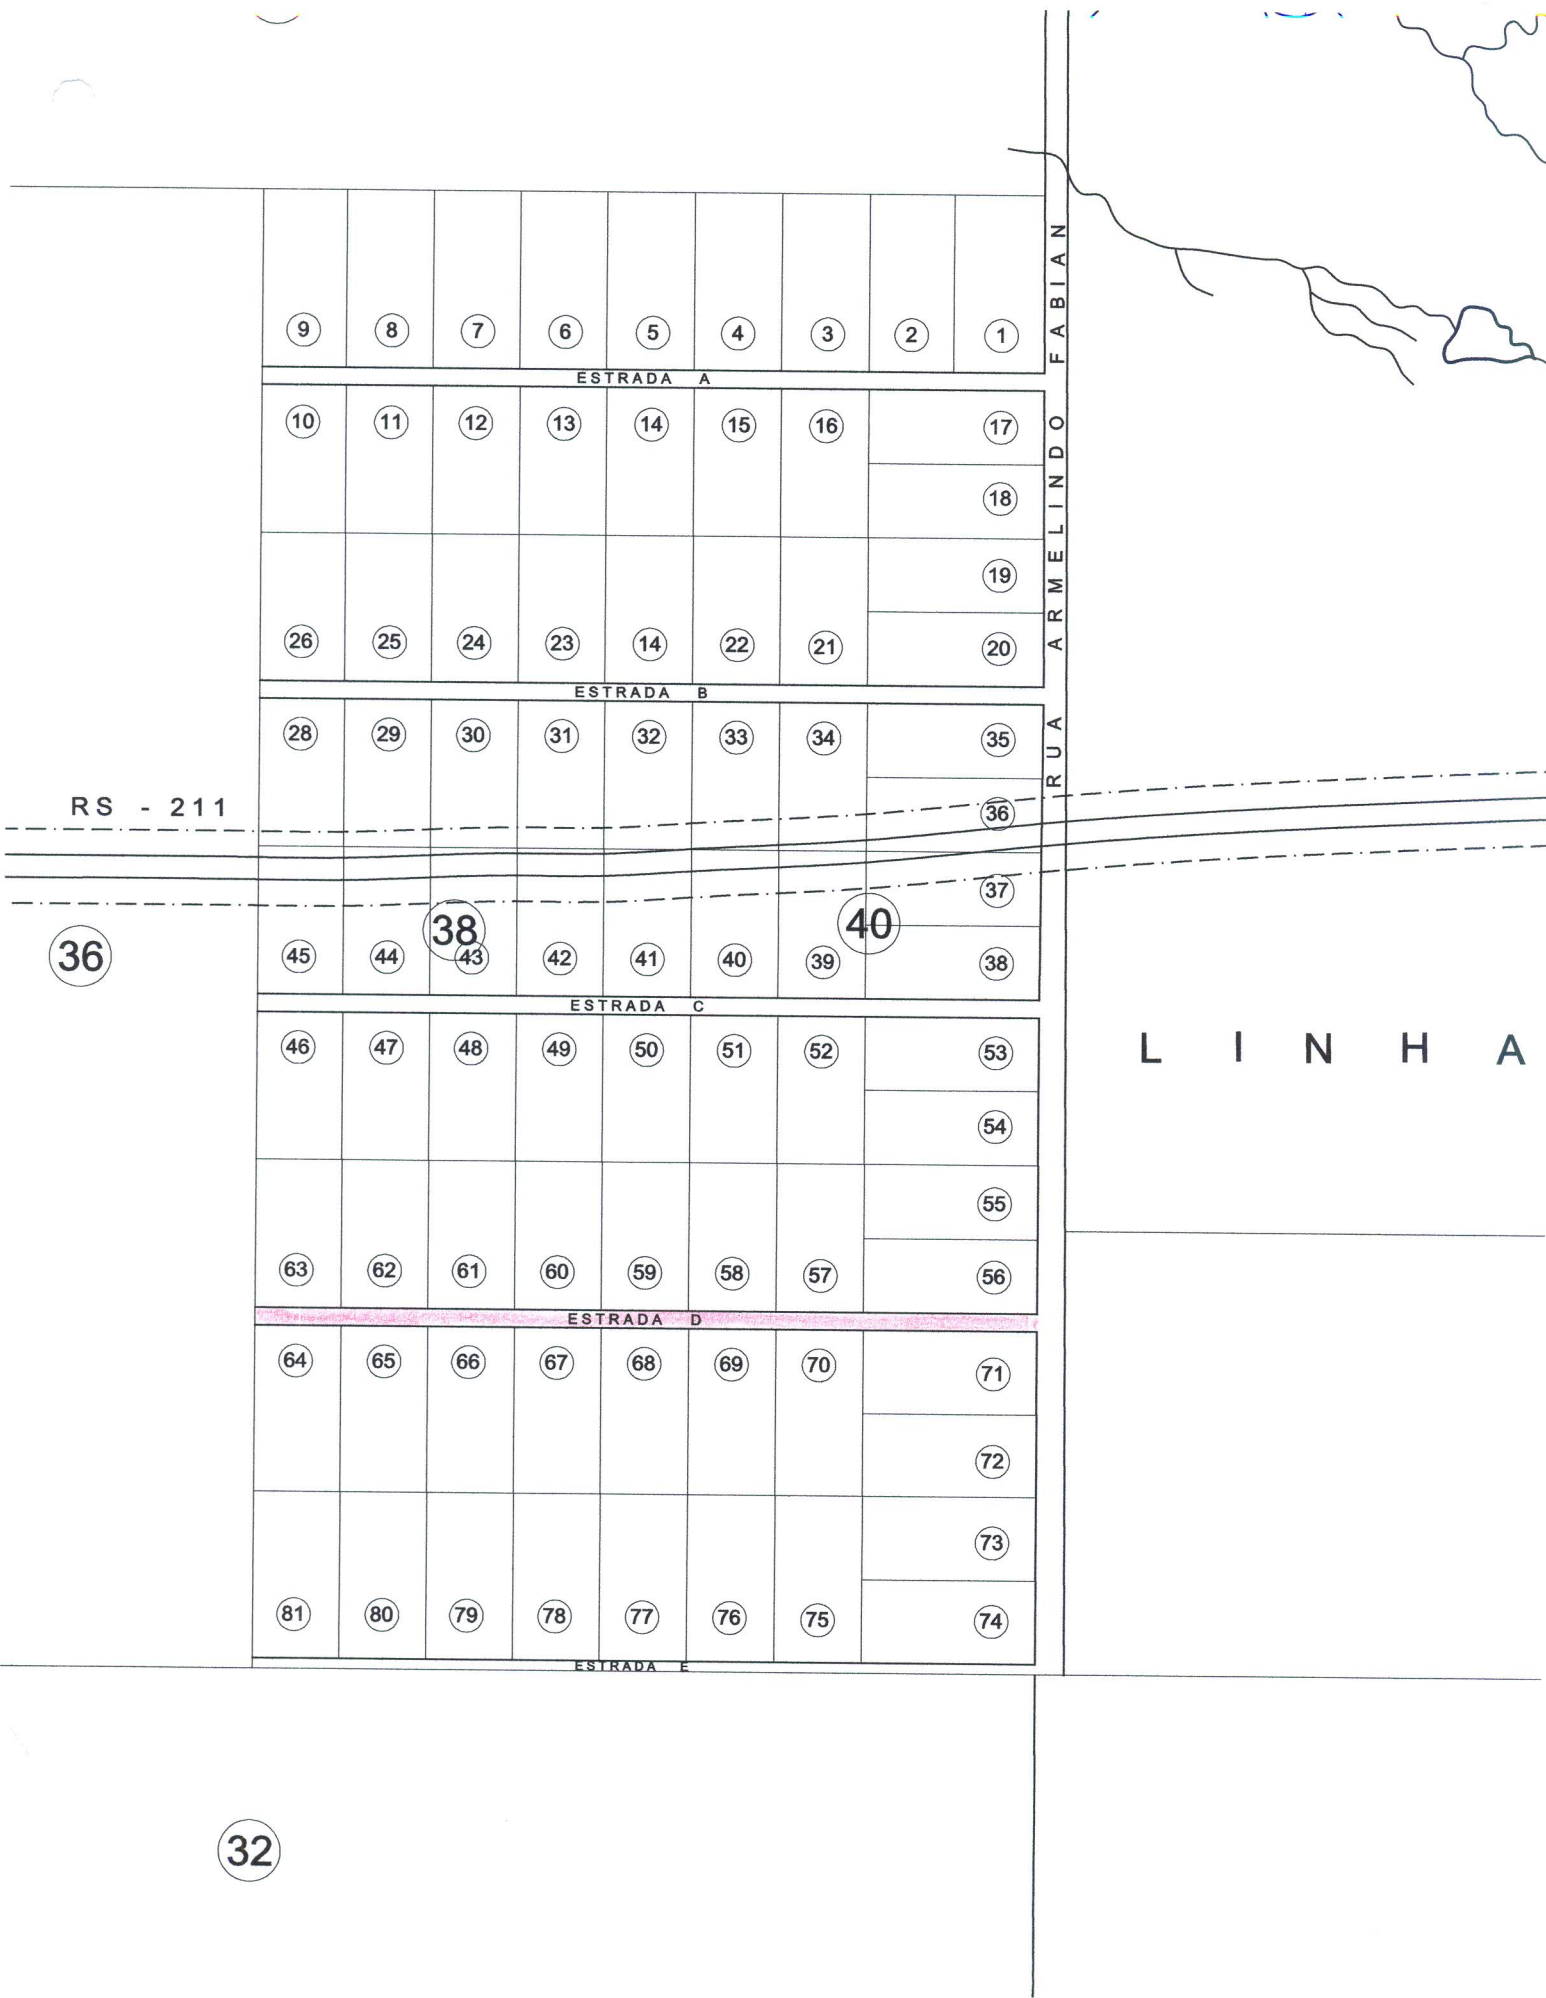 9 8 7 6 5 4 3 2 1
ESTRADA A
10 11 12 13 14 15 16 17
18
19
26 25 24 23 14 22 21 20
ESTRADA B
28 29 30 31 32 33 34 35
RS - 211
36
37
36
38
40
45 44 43 42 41 40 39 38
ESTRADA C
46 47 48 49 50 51 52 53
54
55
63 62 61 60 59 58 57 56
ESTRADA D
64 65 66 67 68 69 70 71
72
73
81 80 79 78 77 76 75 74
ESTRADA E
RUA ARMELINDO FABIAN
LINHA
32